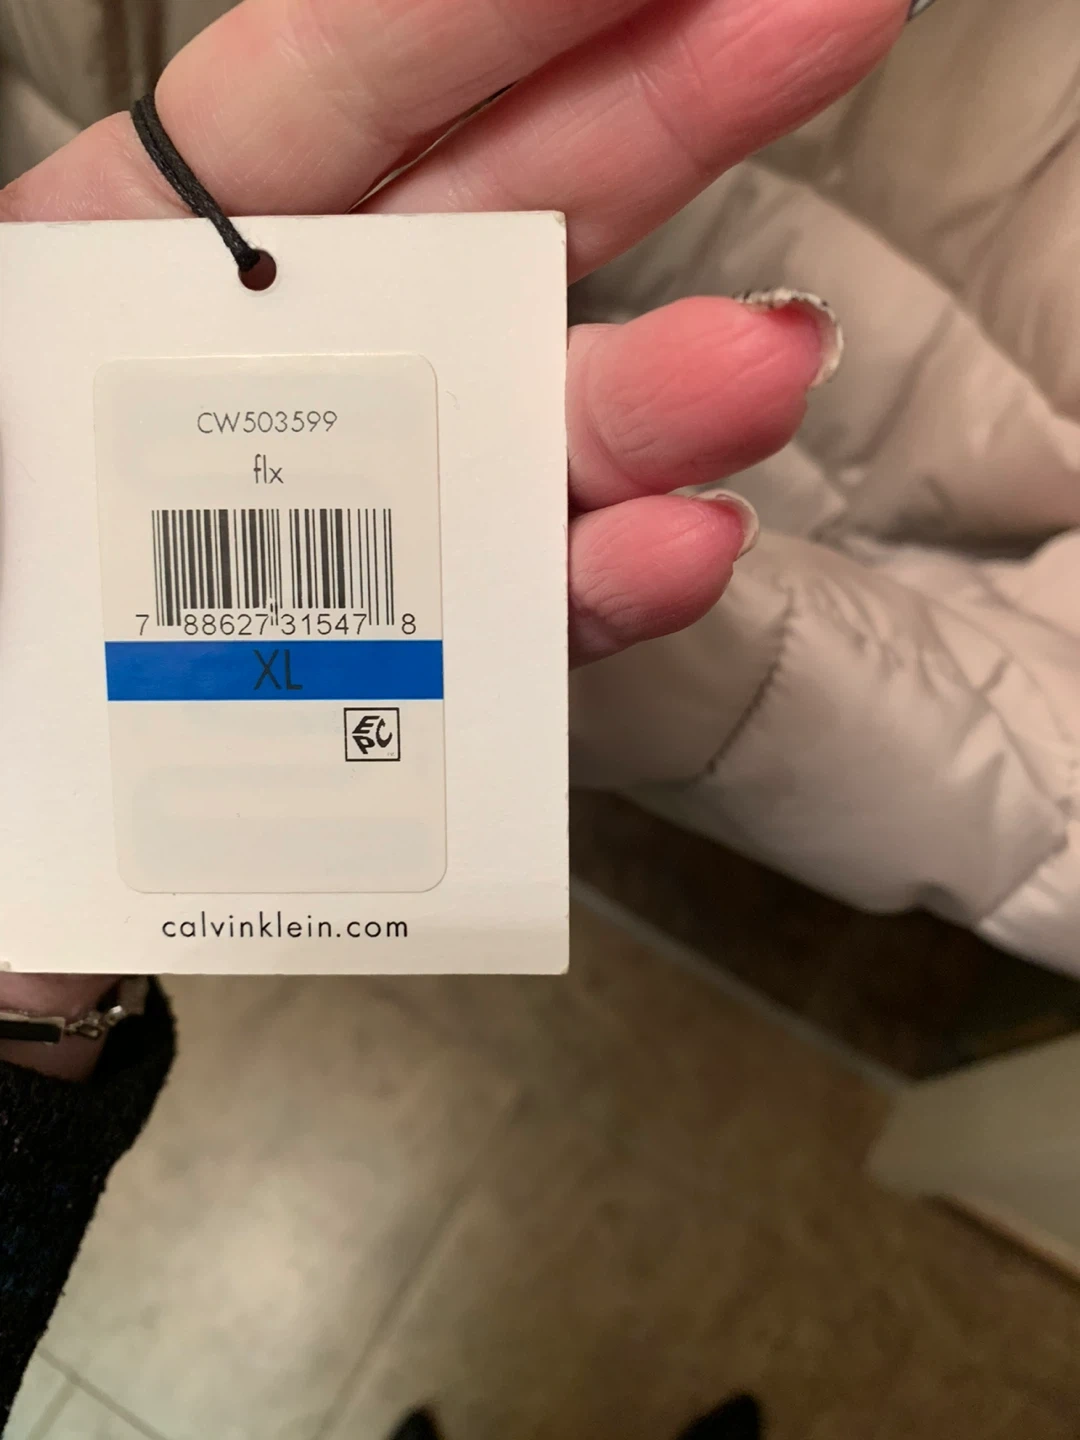 CW503599
flx
7 88627 31547 8
XL
EPC
calvinklein.com